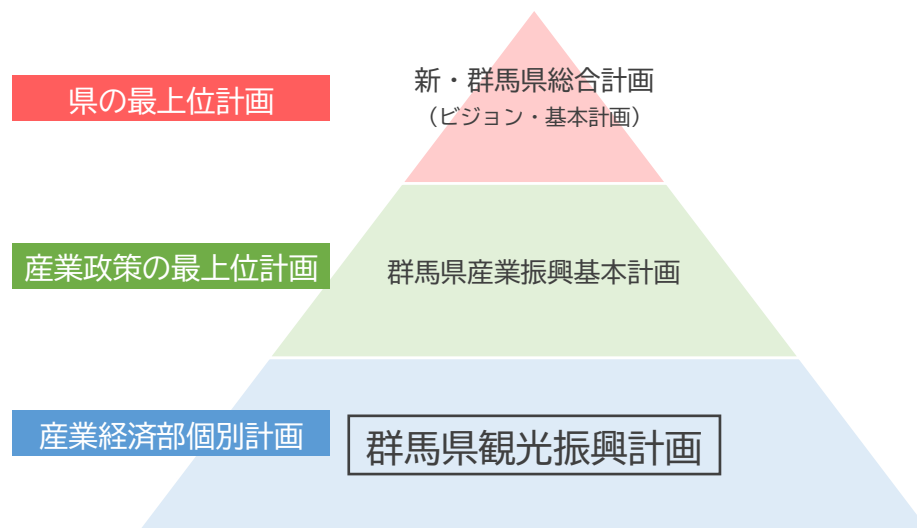 県の最上位計画
新・群馬県総合計画
（ビジョン・基本計画）
産業政策の最上位計画
群馬県産業振興基本計画
産業経済部個別計画
群馬県観光振興計画